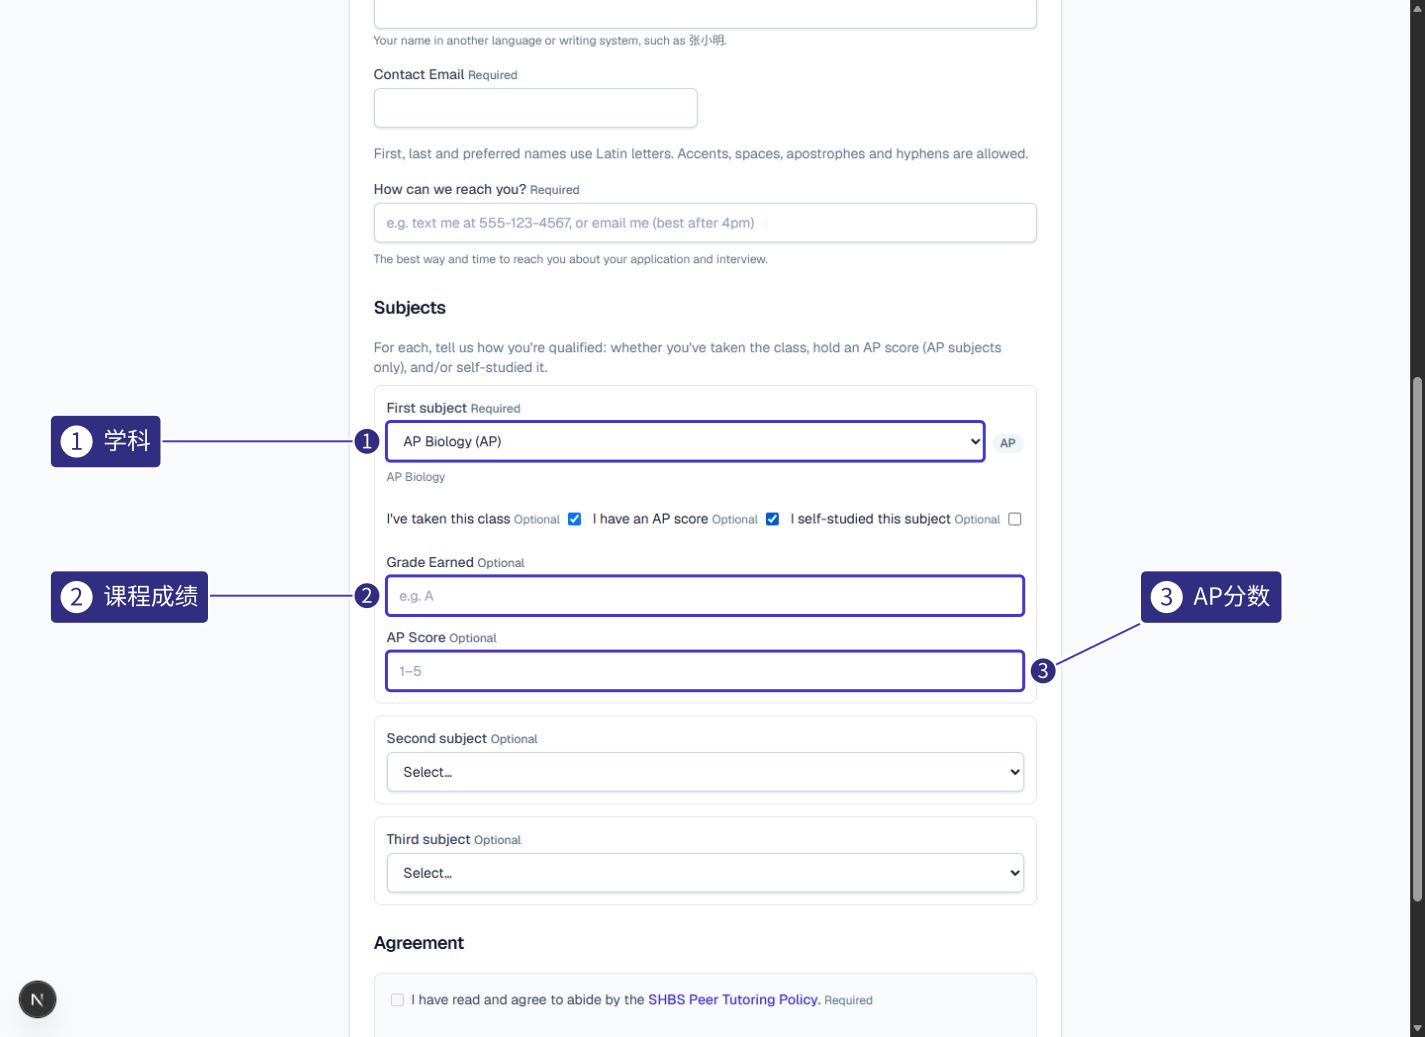 Your name in another language or writing system, such as 张小明.
Contact Email Required
First, last and preferred names use Latin letters. Accents, spaces, apostrophes and hyphens are allowed.
How can we reach you? Required
e.g. text me at 555-123-4567, or email me (best after 4pm)
The best way and time to reach you about your application and interview.
Subjects
For each, tell us how you're qualified: whether you've taken the class, hold an AP score (AP subjects
only), and/or self-studied it.
First subject Required
1 学科
1
AP Biology (AP)
AP
AP Biology
I've taken this class Optional
I have an AP score Optional
I self-studied this subject Optional
Grade Earned Optional
2 课程成绩
2
e.g. A
3 AP分数
AP Score Optional
1–5
3
Second subject Optional
Select...
Third subject Optional
Select...
Agreement
I have read and agree to abide by the SHBS Peer Tutoring Policy. Required
N